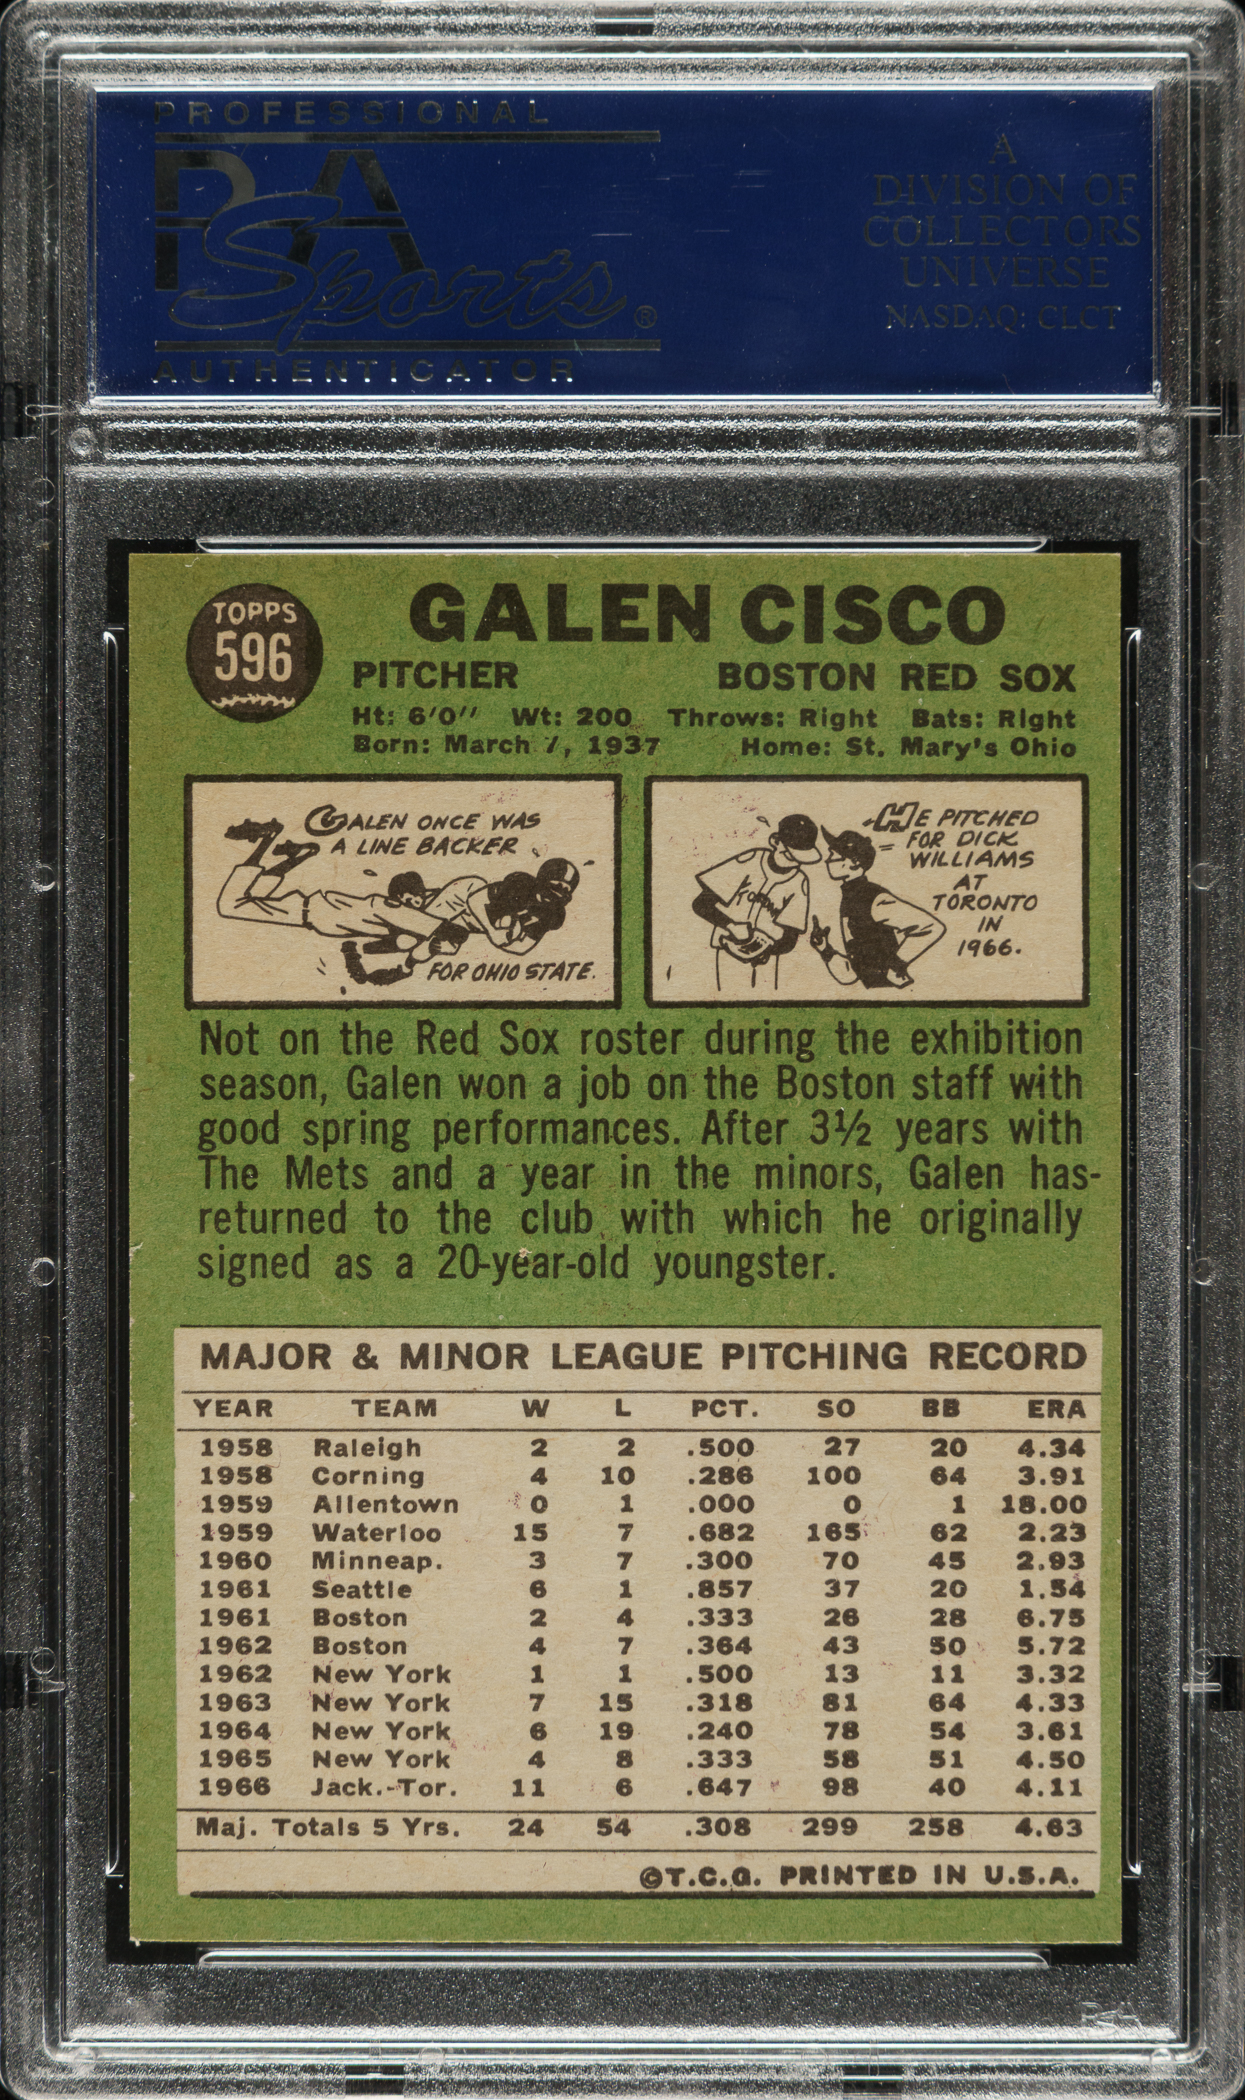 PROFESSIONAL
PSA
Sports®
AUTHENTICATOR
A
DIVISION OF
COLLECTORS
UNIVERSE
NASDAQ: CLCT
TOPPS
596
GALEN CISCO
PITCHER BOSTON RED SOX
Ht: 6'0'' Wt: 200 Throws: Right Bats: Right
Born: March 7, 1937 Home: St. Mary's Ohio
GALEN ONCE WAS
A LINE BACKER
FOR OHIO STATE.
HE PITCHED
FOR DICK
WILLIAMS
AT
TORONTO
IN
1966.
Not on the Red Sox roster during the exhibition
season, Galen won a job on the Boston staff with
good spring performances. After 3½ years with
The Mets and a year in the minors, Galen has-
returned to the club with which he originally
signed as a 20-year-old youngster.
MAJOR & MINOR LEAGUE PITCHING RECORD
YEAR TEAM W L PCT. SO BB ERA
1958 Raleigh 2 2 .500 27 20 4.34
1958 Corning 4 10 .286 100 64 3.91
1959 Allentown 0 1 .000 0 1 18.00
1959 Waterloo 15 7 .682 165 62 2.23
1960 Minneap. 3 7 .300 70 45 2.93
1961 Seattle 6 1 .857 37 20 1.54
1961 Boston 2 4 .333 26 28 6.75
1962 Boston 4 7 .364 43 50 5.72
1962 New York 1 1 .500 13 11 3.32
1963 New York 7 15 .318 81 64 4.33
1964 New York 6 19 .240 78 54 3.61
1965 New York 4 8 .333 58 51 4.50
1966 Jack.-Tor. 11 6 .647 98 40 4.11
Maj. Totals 5 Yrs. 24 54 .308 299 258 4.63
©T.C.G. PRINTED IN U.S.A.
PSA